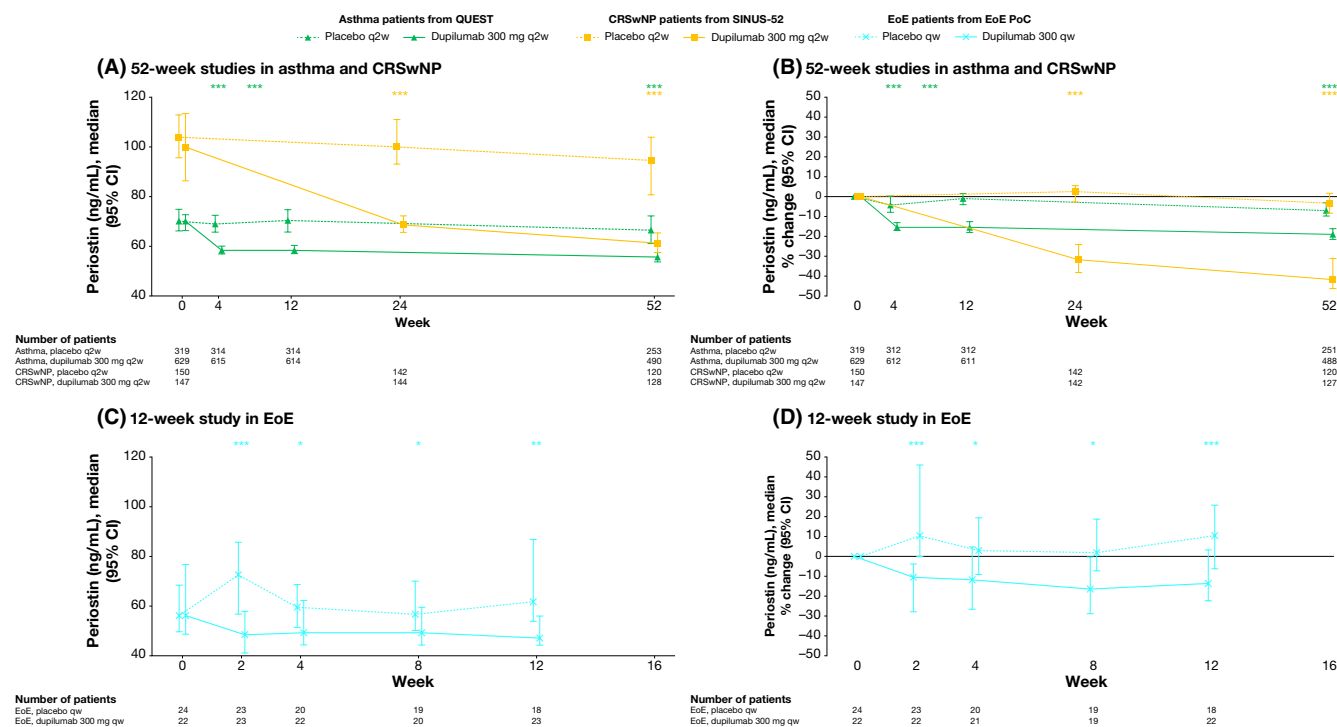 Asthma patients from QUEST CRSwNP patients from SINUS-52 EoE patients from EoE PoC
Placebo q2w Dupilumab 300 mg q2w Placebo q2w Dupilumab 300 mg q2w Placebo qw Dupilumab 300 qw
(A) 52-week studies in asthma and CRSwNP
*** *** *** ***
***
Periostin (ng/mL), median
(95% CI)
120
100
80
60
40
0 4 12 24 52
Week
Number of patients
Asthma, placebo q2w 319 314 314 253
Asthma, dupilumab 300 mg q2w 629 615 614 490
CRSwNP, placebo q2w 150 142 120
CRSwNP, dupilumab 300 mg q2w 147 144 128
(B) 52-week studies in asthma and CRSwNP
*** *** *** ***
***
Periostin (ng/mL), median
% change (95% CI)
50
40
30
20
10
0
−10
−20
−30
−40
−50
0 4 12 24 52
Week
Number of patients
Asthma, placebo q2w 319 312 312 251
Asthma, dupilumab 300 mg q2w 629 612 611 488
CRSwNP, placebo q2w 150 142 120
CRSwNP, dupilumab 300 mg q2w 147 142 127
(C) 12-week study in EoE
*** * * **
Periostin (ng/mL), median
(95% CI)
120
100
80
60
40
0 2 4 8 12 16
Week
Number of patients
EoE, placebo qw 24 23 20 19 18
EoE, dupilumab 300 mg qw 22 23 22 20 23
(D) 12-week study in EoE
*** * * ***
Periostin (ng/mL), median
% change (95% CI)
50
40
30
20
10
0
−10
−20
−30
−40
−50
0 2 4 8 12 16
Week
Number of patients
EoE, placebo qw 24 23 20 19 18
EoE, dupilumab 300 mg qw 22 22 21 19 22